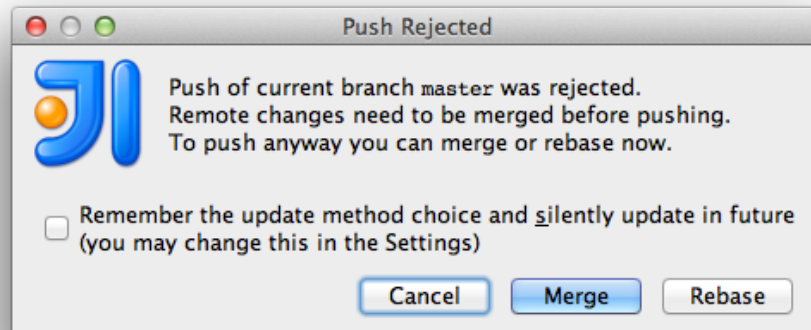 Push Rejected
Push of current branch master was rejected.
Remote changes need to be merged before pushing.
To push anyway you can merge or rebase now.
Remember the update method choice and silently update in future
(you may change this in the Settings)
Cancel Merge Rebase